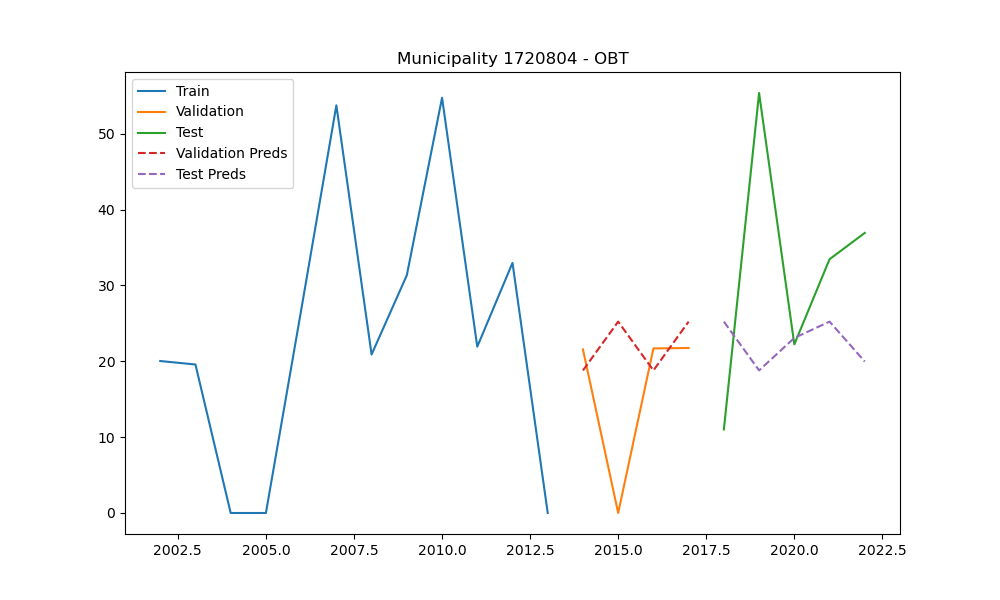 Municipality 1720804 - OBT
Train
Validation
Test
Validation Preds
Test Preds
50
40
30
20
10
0
2002.5 2005.0 2007.5 2010.0 2012.5 2015.0 2017.5 2020.0 2022.5